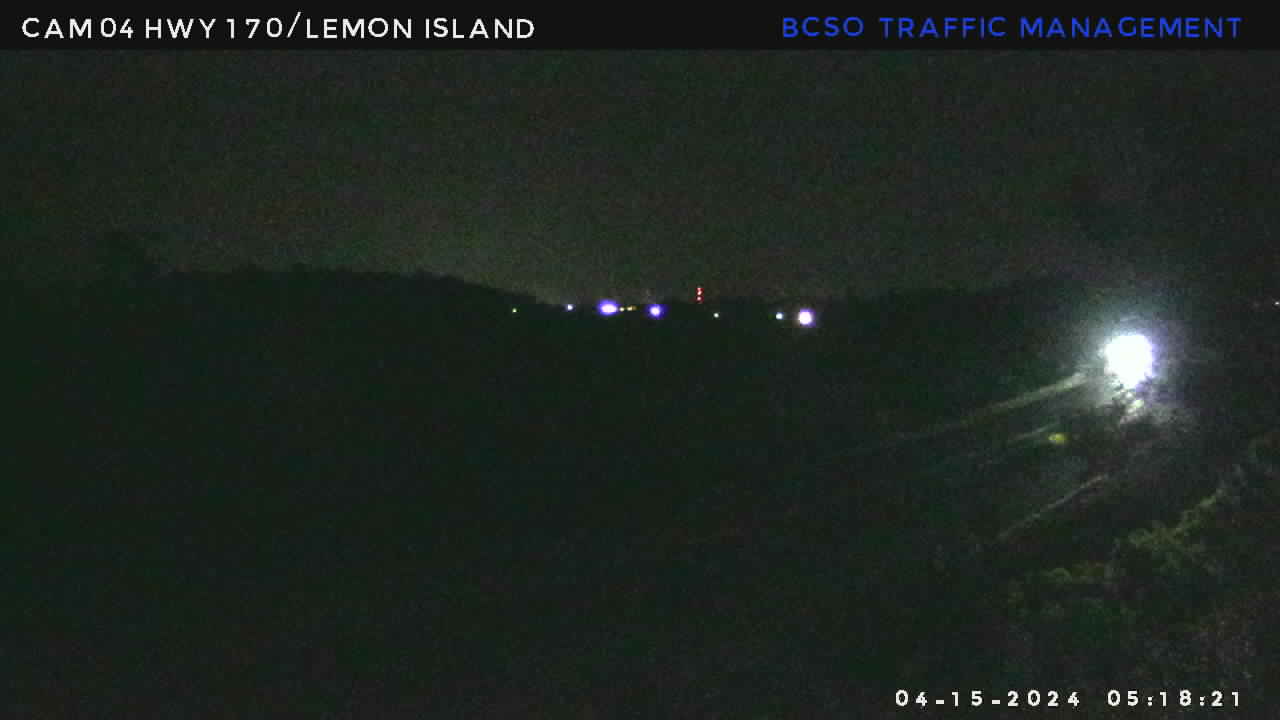 CAM04 HWY 170/LEMON ISLAND
BCSO TRAFFIC MANAGEMENT
04-15-2024 05:18:21